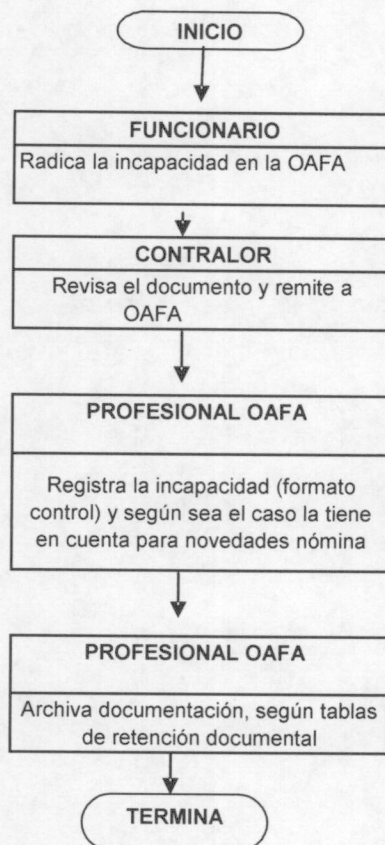 INICIO
FUNCIONARIO
Radica la incapacidad en la OAFA
CONTRALOR
Revisa el documento y remite a
OAFA
PROFESIONAL OAFA
Registra la incapacidad (formato
control) y según sea el caso la tiene
en cuenta para novedades nómina
PROFESIONAL OAFA
Archiva documentación, según tablas
de retención documental
TERMINA